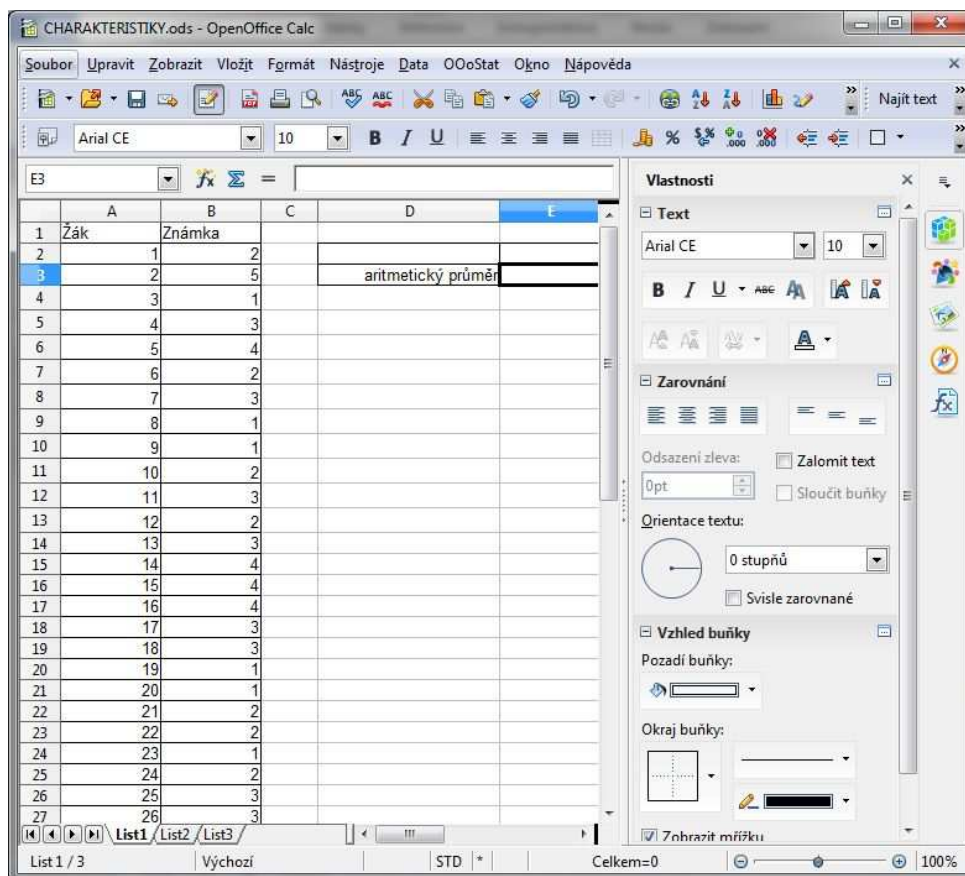 CHARAKTERISTIKY.ods - OpenOffice Calc
Soubor Upravit Zobrazit Vložit Formát Nástroje Data OOoStat Okno Nápověda
Najít text
Arial CE 10
E3 =
A B C D E
1 Žák Známka
2 1 2
3 2 5 aritmetický průměr
4 3 1
5 4 3
6 5 4
7 6 2
8 7 3
9 8 1
10 9 1
11 10 2
12 11 3
13 12 2
14 13 3
15 14 4
16 15 4
17 16 4
18 17 3
19 18 3
20 19 1
21 20 1
22 21 2
23 22 2
24 23 1
25 24 2
26 25 3
27 26 3
List1 List2 List3
List 1 / 3 Výchozí STD * Celkem=0 100%
Vlastnosti
Text
Arial CE 10
B I U ABC
Zarovnání
Odsazení zleva:
Zalomit text
0pt
Sloučit buňky
Orientace textu:
0 stupňů
Svisle zarovnané
Vzhled buňky
Pozadí buňky:
Okraj buňky:
Zobrazit mřížku